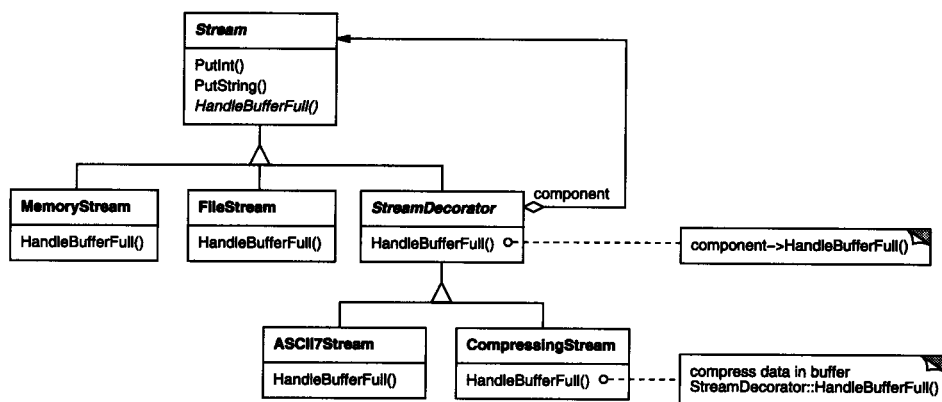 Stream
PutInt()
PutString()
HandleBufferFull()
component
MemoryStream
HandleBufferFull()
FileStream
HandleBufferFull()
StreamDecorator
HandleBufferFull()
component->HandleBufferFull()
ASCII7Stream
HandleBufferFull()
CompressingStream
HandleBufferFull()
compress data in buffer
StreamDecorator::HandleBufferFull()